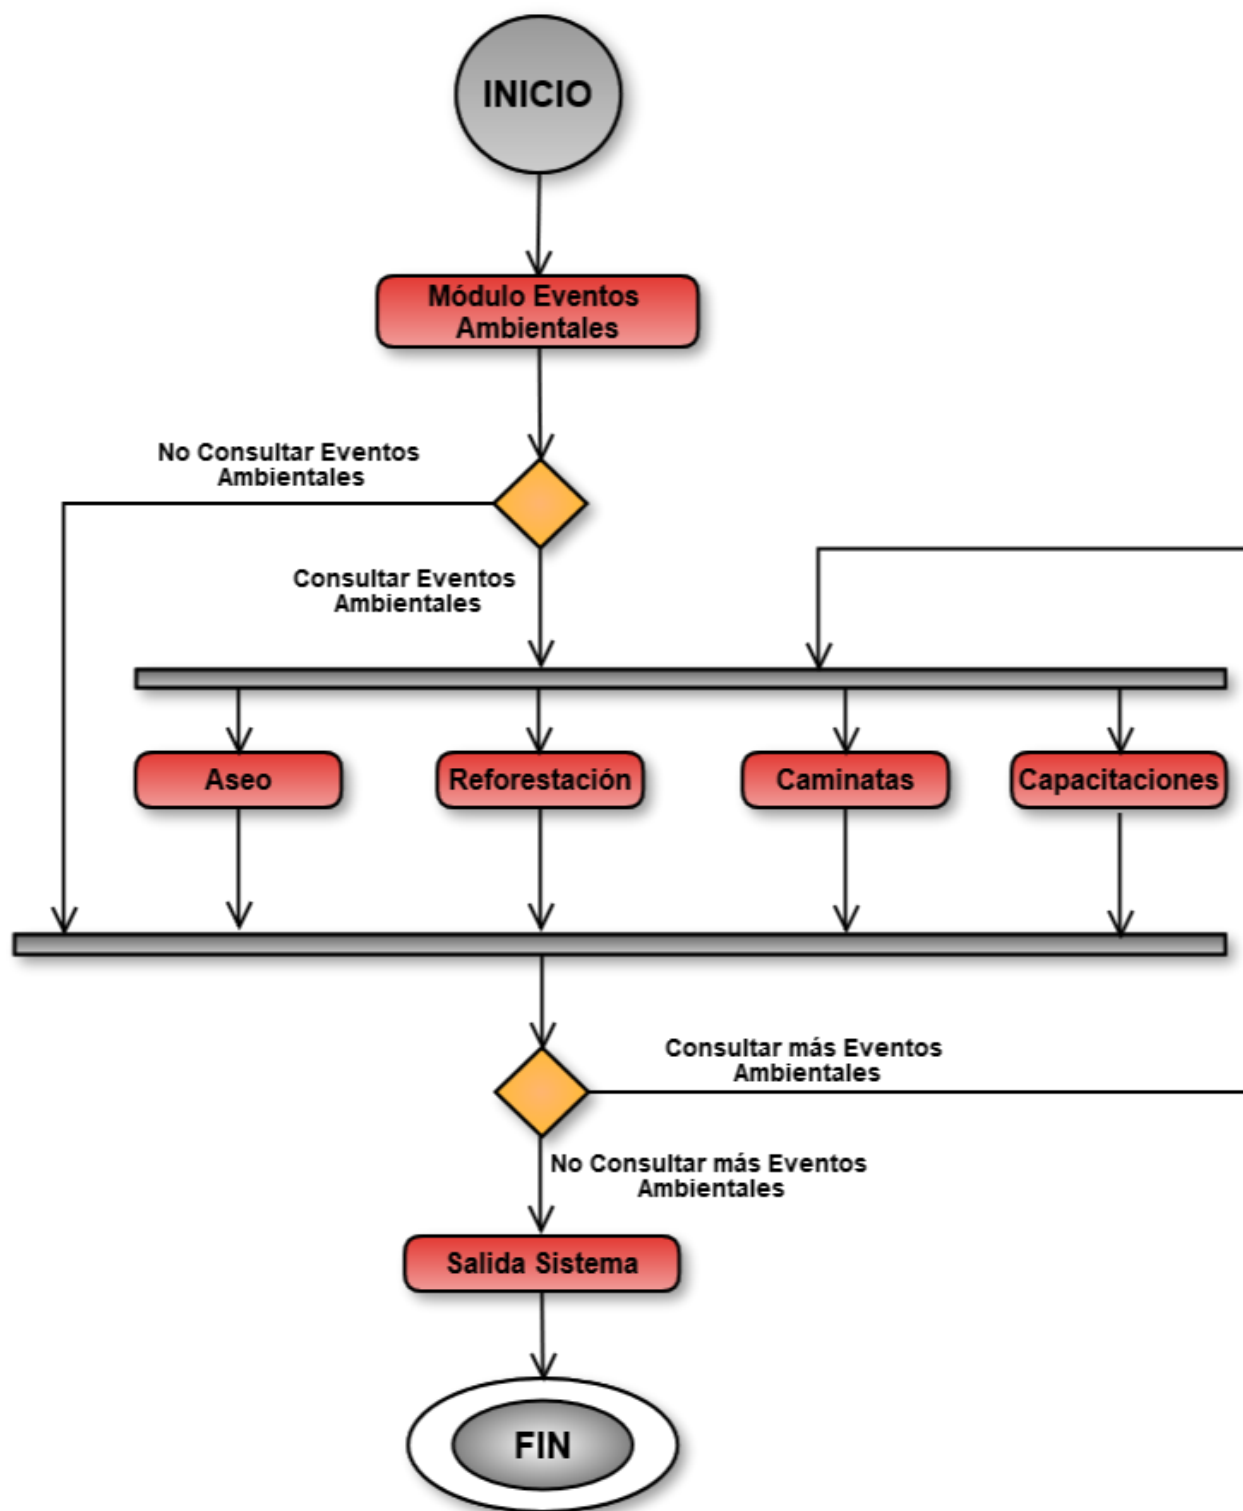 INICIO
Módulo Eventos
Ambientales
No Consultar Eventos
Ambientales
Consultar Eventos
Ambientales
Aseo
Reforestación
Caminatas
Capacitaciones
Consultar más Eventos
Ambientales
No Consultar más Eventos
Ambientales
Salida Sistema
FIN